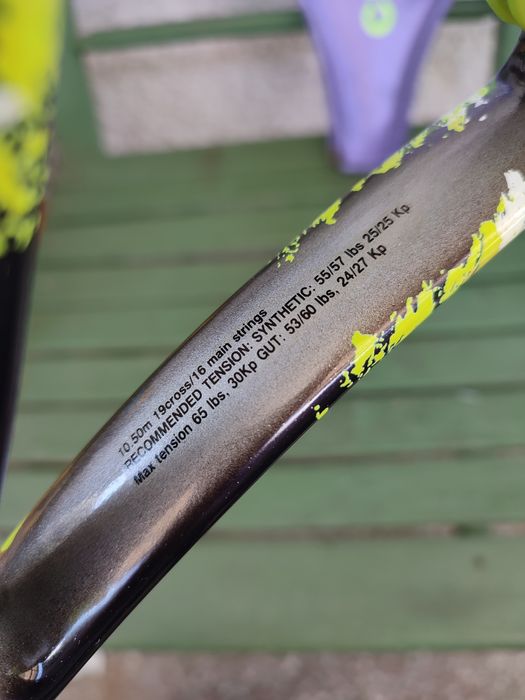 10.50m 19cross/16 main strings
RECOMMENDED TENSION: SYNTHETIC: 55/57 lbs 25/25 Kp
Max tension 65 lbs, 30Kp GUT: 53/60 lbs, 24/27 Kp